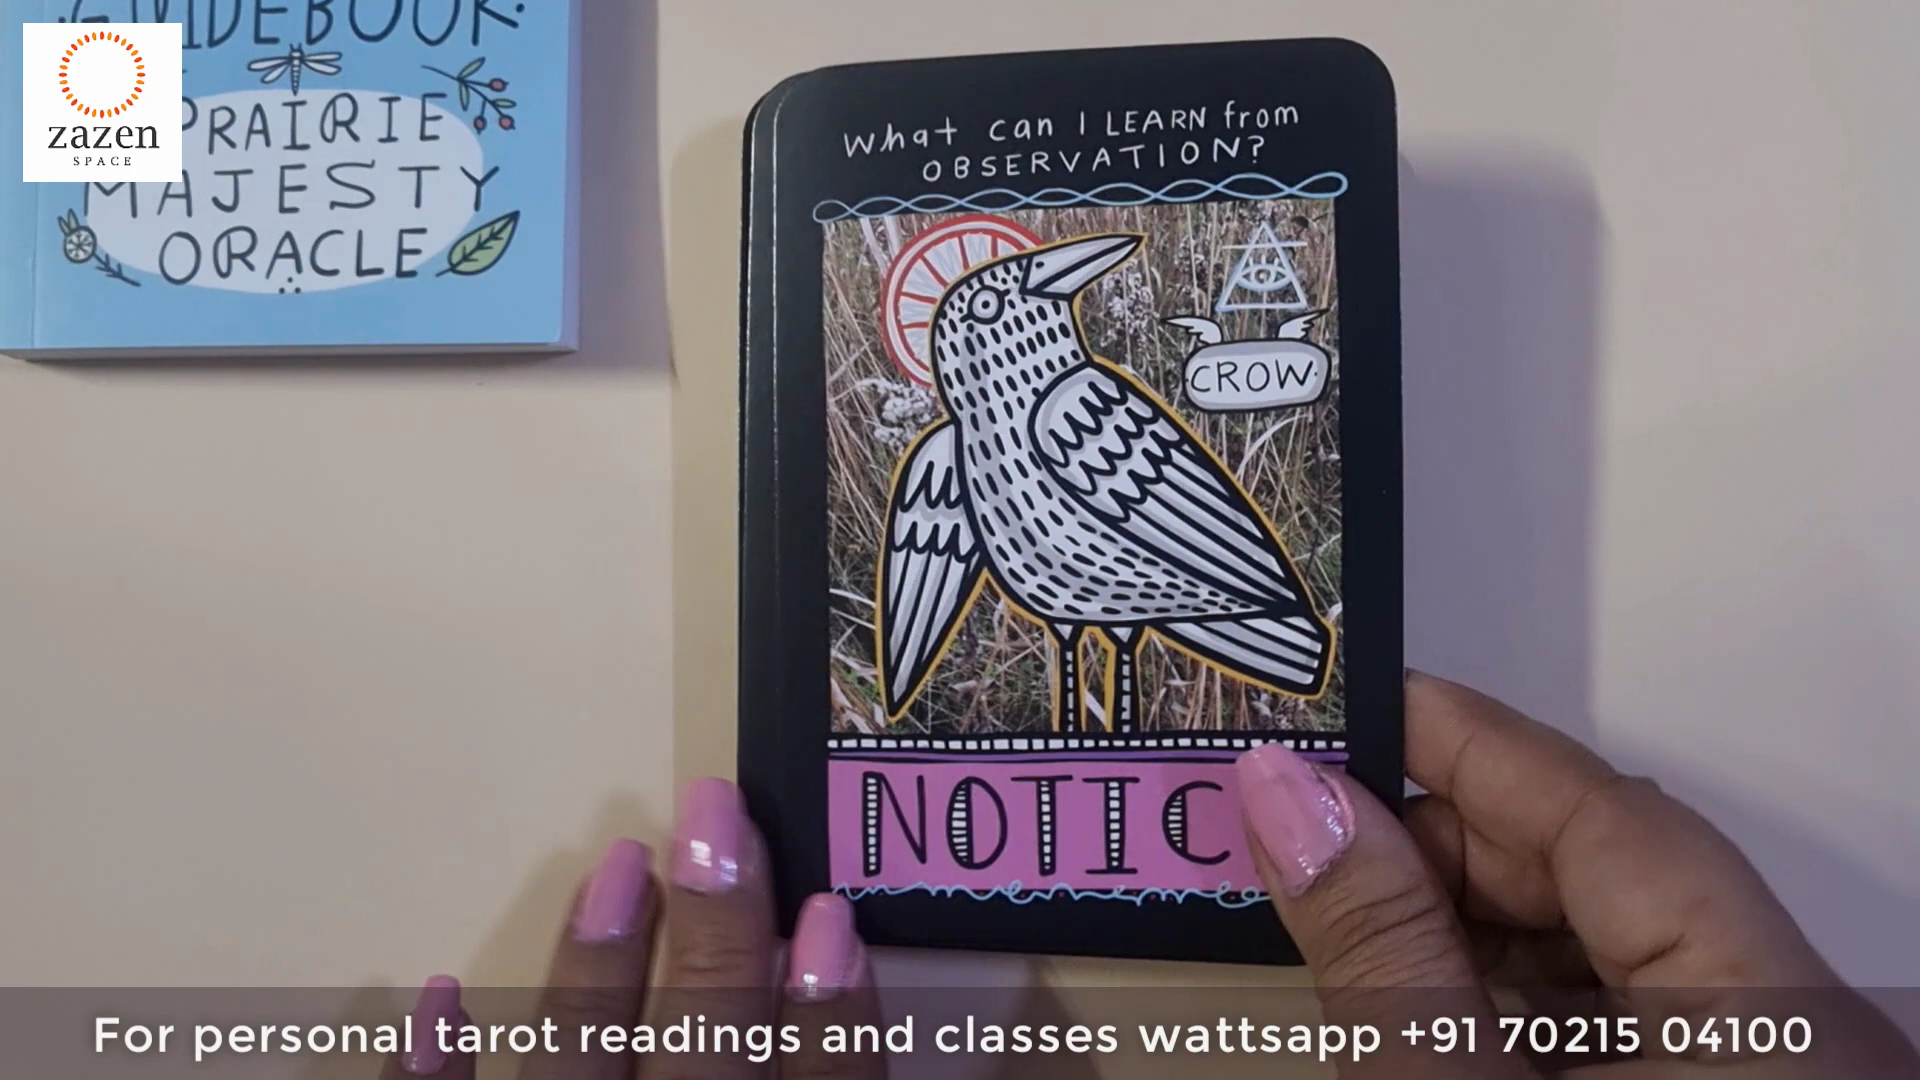 GUIDEBOOK
PRAIRIE
MAJESTY
ORACLE
zazen
SPACE
What can I LEARN from
OBSERVATION?
CROW
NOTIC
For personal tarot readings and classes wattsapp +91 70215 04100